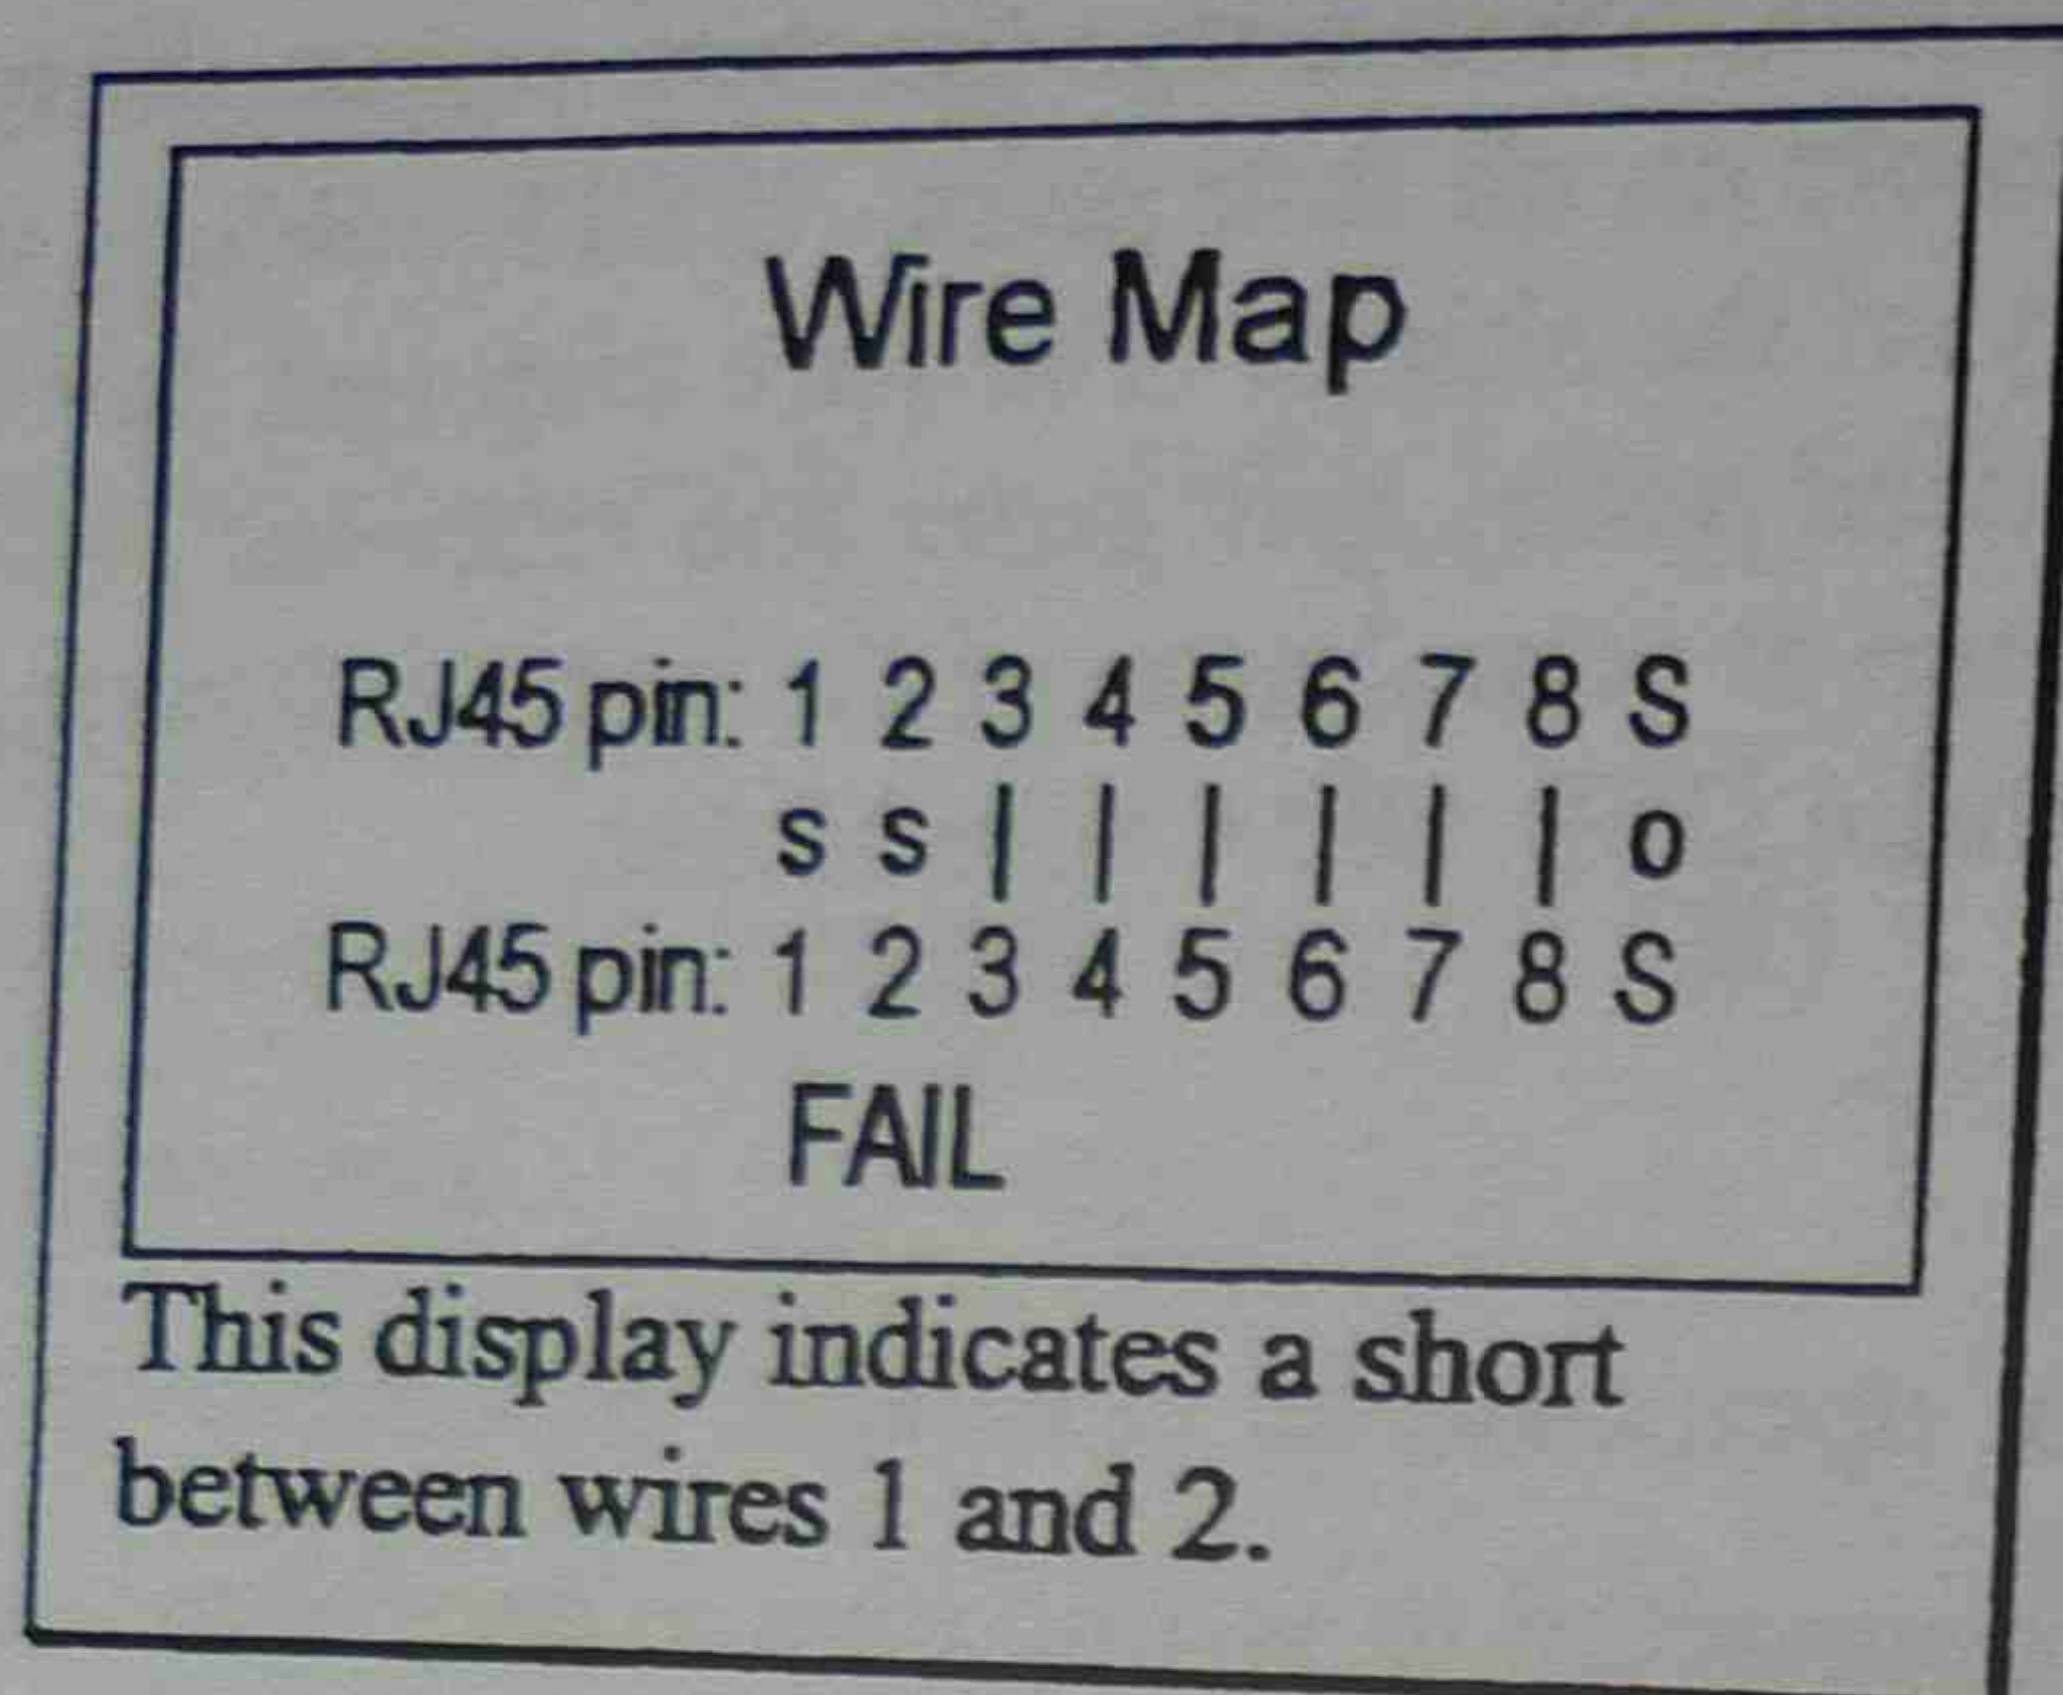 Wire Map
RJ45 pin: 1 2 3 4 5 6 7 8 S
s s | | | | | | o
RJ45 pin: 1 2 3 4 5 6 7 8 S
FAIL
This display indicates a short
between wires 1 and 2.